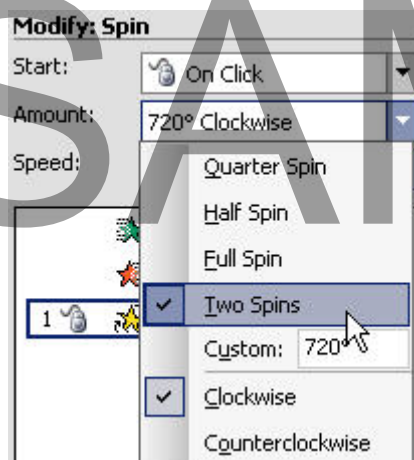 Modify: Spin
Start: On Click
Amount: 720° Clockwise
Speed:
Quarter Spin
Half Spin
Full Spin
1 Two Spins
Custom: 720°
Clockwise
Counterclockwise